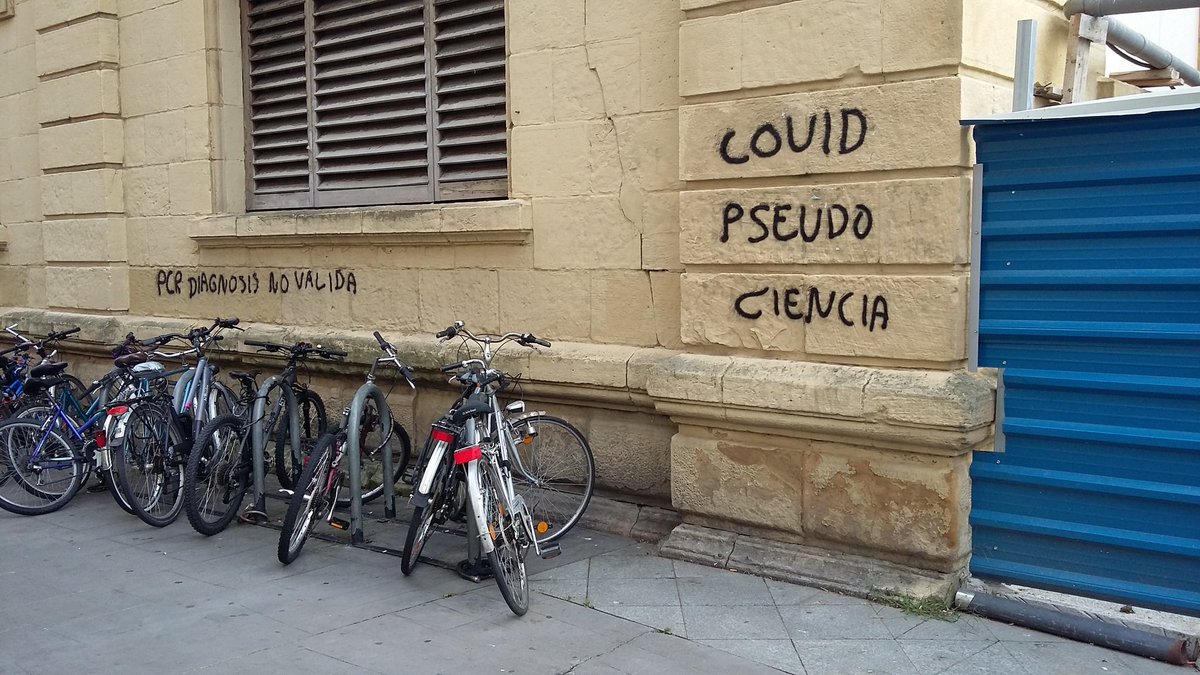 PCR DIAGNOSIS NO VALIDA
COVID
PSEUDO
CIENCIA